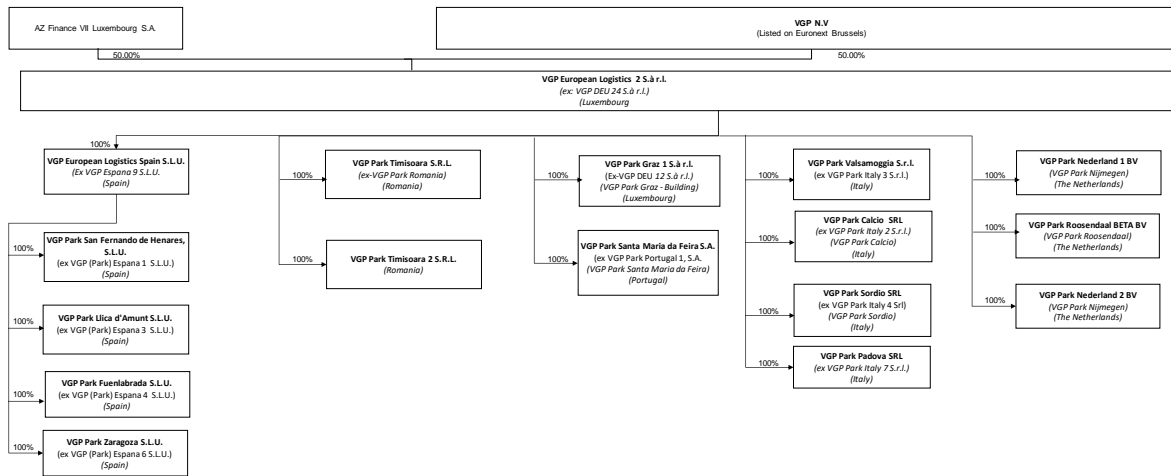 AZ Finance VII Luxembourg S.A.
VGP N.V
(Listed on Euronext Brussels)
50.00%
50.00%
VGP European Logistics 2 S.à r.l.
(ex: VGP DEU 24 S.à r.l.)
(Luxembourg
100%
VGP European Logistics Spain S.L.U.
(Ex VGP Espana 9 S.L.U.
(Spain)
100%
VGP Park San Fernando de Henares,
S.L.U.
(ex VGP (Park) Espana 1 S.L.U.)
(Spain)
100%
VGP Park Llica d'Amunt S.L.U.
(ex VGP (Park) Espana 3 S.L.U.)
(Spain)
100%
VGP Park Fuenlabrada S.L.U.
(ex VGP (Park) Espana 4 S.L.U.)
(Spain)
100%
VGP Park Zaragoza S.L.U.
(ex VGP (Park) Espana 6 S.L.U.)
(Spain)
100%
VGP Park Timisoara S.R.L.
(ex-VGP Park Romania)
(Romania)
100%
VGP Park Timisoara 2 S.R.L.
(Romania)
100%
VGP Park Graz 1 S.à r.l.
(Ex-VGP DEU 12 S.à r.l.)
(VGP Park Graz - Building)
(Luxembourg)
100%
VGP Park Santa Maria da Feira S.A.
(ex VGP Park Portugal 1, S.A.
(VGP Park Santa Maria da Feira)
(Portugal)
100%
VGP Park Valsamoggia S.r.l.
(ex VGP Park Italy 3 S.r.l.)
(Italy)
100%
VGP Park Calcio SRL
(ex VGP Park Italy 2 S.r.l.)
(VGP Park Calcio)
(Italy)
100%
VGP Park Sordio SRL
(ex VGP Park Italy 4 Srl)
(VGP Park Sordio)
(Italy)
100%
VGP Park Padova SRL
(ex VGP Park Italy 7 S.r.l.)
(Italy)
100%
VGP Park Nederland 1 BV
(VGP Park Nijmegen)
(The Netherlands)
100%
VGP Park Roosendaal BETA BV
(VGP Park Roosendaal)
(The Netherlands)
100%
VGP Park Nederland 2 BV
(VGP Park Nijmegen)
(The Netherlands)